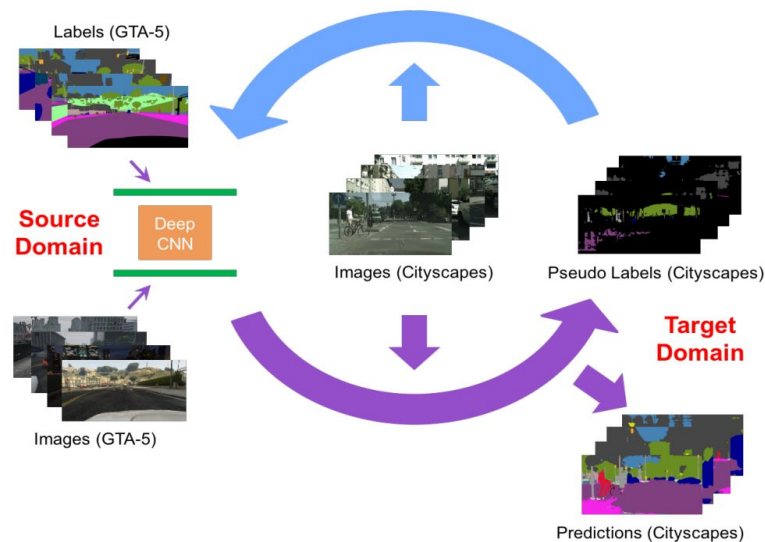 Labels (GTA-5)
Source
Domain
Deep
CNN
Images (Cityscapes)
Pseudo Labels (Cityscapes)
Target
Domain
Images (GTA-5)
Predictions (Cityscapes)